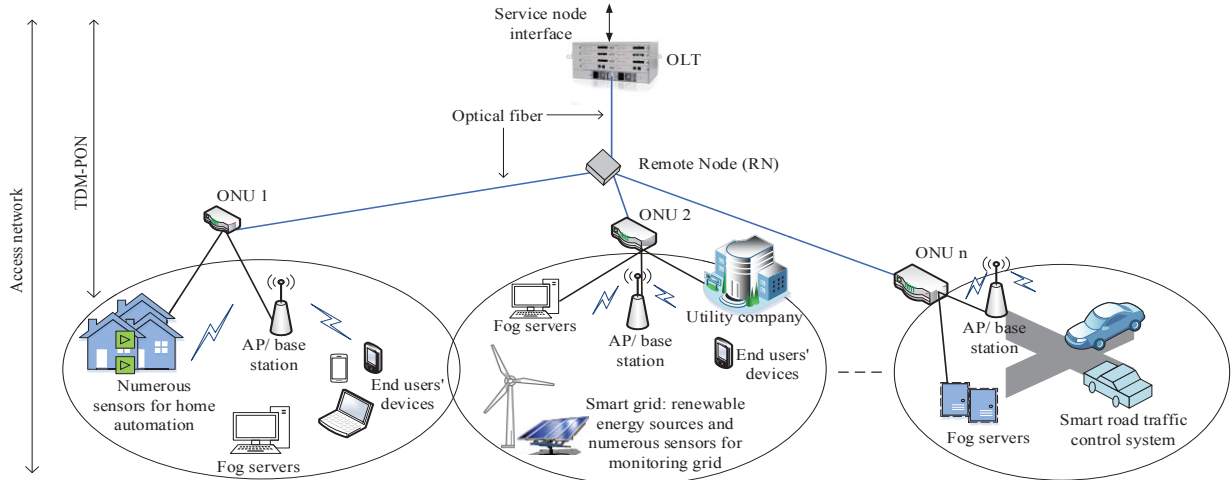 Service node
interface
OLT
Optical fiber
Remote Node (RN)
Access network
TDM-PON
ONU 1
ONU 2
ONU n
Numerous
sensors for home
automation
AP/ base
station
End users'
devices
Fog servers
Fog servers
AP/ base
station
Utility company
End users'
devices
Smart grid: renewable
energy sources and
numerous sensors for
monitoring grid
AP/ base
station
Fog servers
Smart road traffic
control system